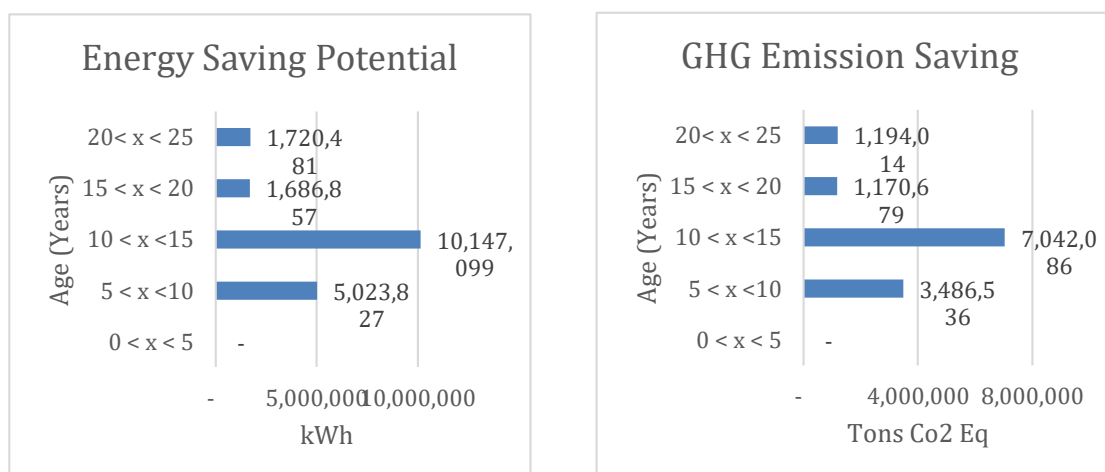 Energy Saving Potential
20< x < 25
1,720,4
81
15 < x < 20
1,686,8
57
10 < x <15
10,147,
099
5 < x <10
5,023,8
27
0 < x < 5
-
Age (Years)
-
5,000,000
10,000,000
kWh
GHG Emission Saving
20< x < 25
1,194,0
14
15 < x < 20
1,170,6
79
10 < x <15
7,042,0
86
5 < x <10
3,486,5
36
0 < x < 5
-
Age (Years)
-
4,000,000
8,000,000
Tons Co2 Eq